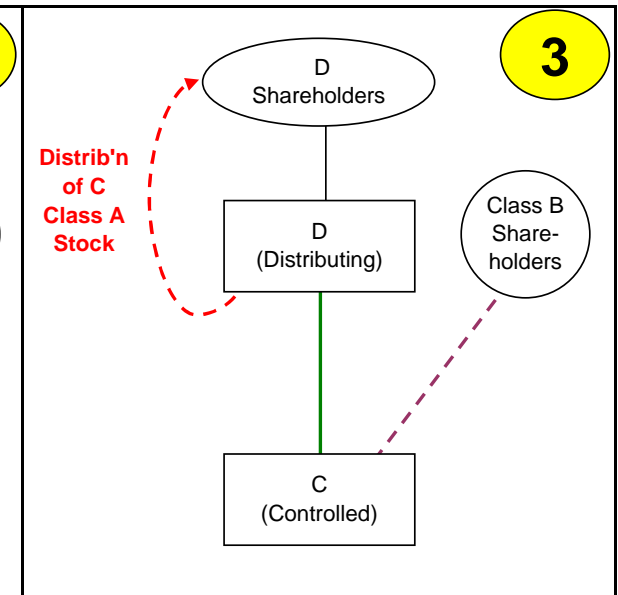 3
D
Shareholders
Distrib'n
of C
Class A
Stock
D
(Distributing)
Class B
Share-
holders
C
(Controlled)